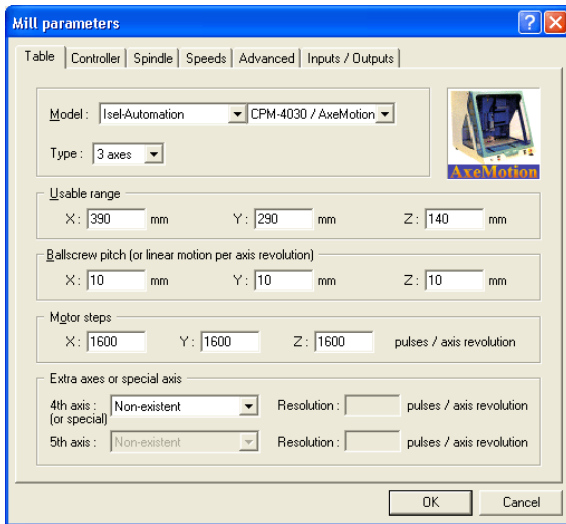 Mill parameters
Table Controller Spindle Speeds Advanced Inputs / Outputs
Model : Isel-Automation CPM-4030 / AxeMotion
Type : 3 axes
AxeMotion
Usable range
X : 390 mm Y : 290 mm Z : 140 mm
Ballscrew pitch (or linear motion per axis revolution)
X : 10 mm Y : 10 mm Z : 10 mm
Motor steps
X : 1600 Y : 1600 Z : 1600 pulses / axis revolution
Extra axes or special axis
4th axis : Non-existent Resolution : pulses / axis revolution
(or special)
5th axis : Non-existent Resolution : pulses / axis revolution
OK Cancel